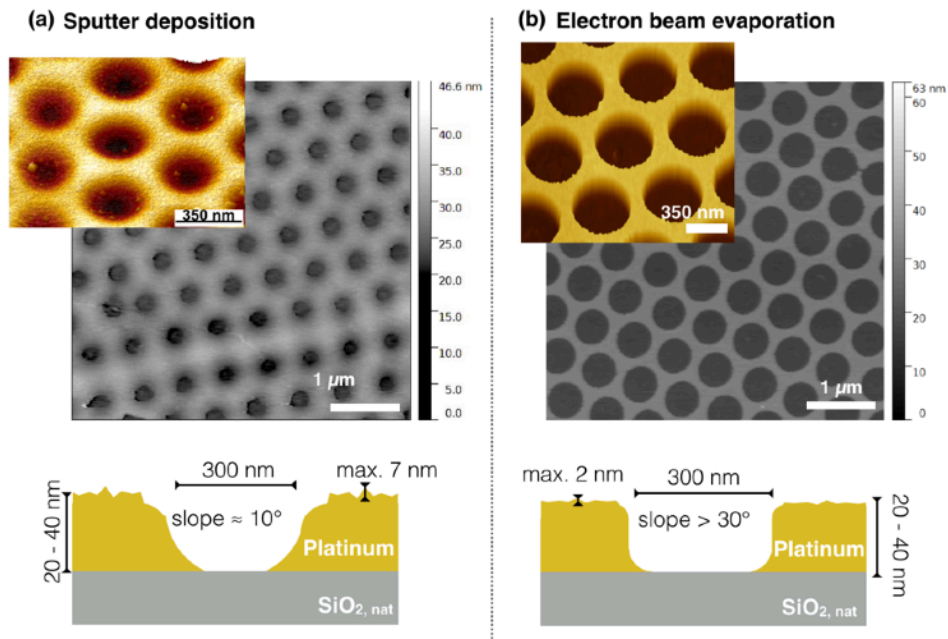 (a) Sputter deposition
46.6 nm
40.0
35.0
30.0
25.0
20.0
15.0
10.0
5.0
0.0
350 nm
1 µm
300 nm
max. 7 nm
slope ≈ 10°
20 - 40 nm
Platinum
SiO2, nat
(b) Electron beam evaporation
63 nm
60
50
40
30
20
10
0
350 nm
1 µm
max. 2 nm
300 nm
slope > 30°
20 - 40 nm
Platinum
SiO2, nat